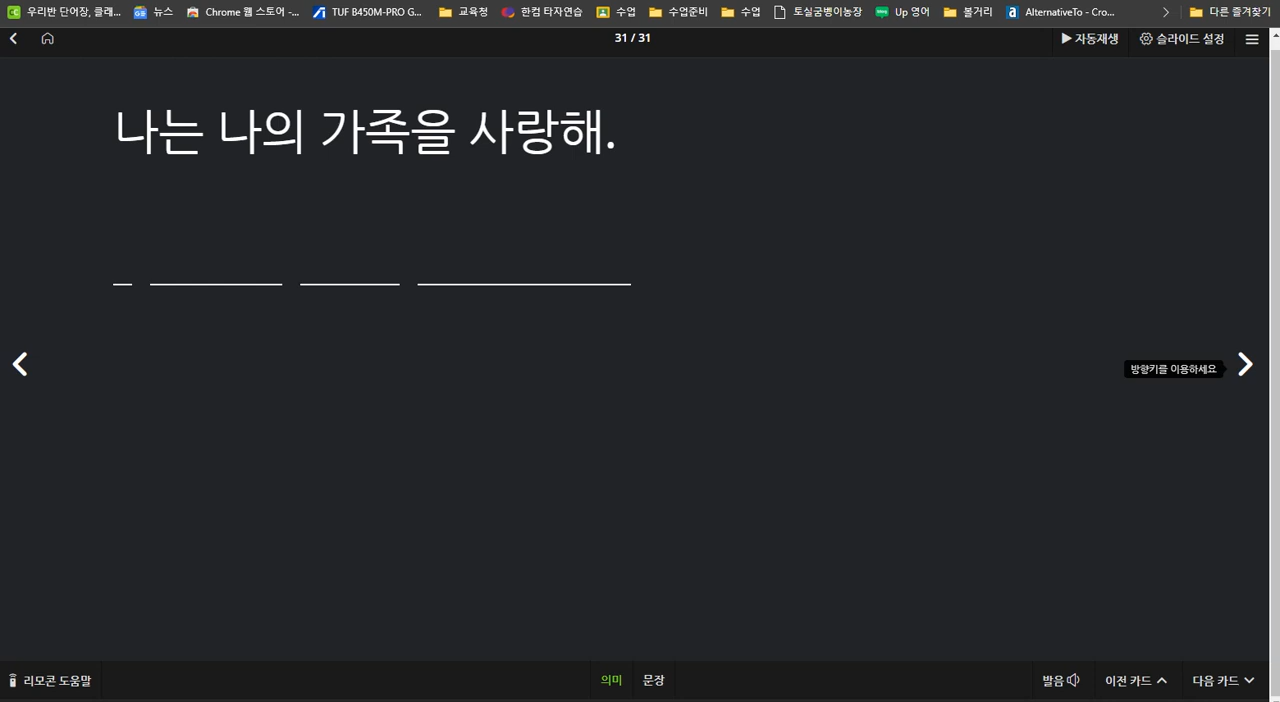 우리반 단어장, 클래... 뉴스 Chrome 웹 스토어 -... TUF B450M-PRO G... 교육청 한컴 타자연습 수업 수업준비 수업 토실굼벵이농장 Up 영어 볼거리 AlternativeTo - Cro... 다른 즐겨찾기
31 / 31 자동재생 슬라이드 설정
나는 나의 가족을 사랑해.
방향키를 이용하세요
리모콘 도움말 의미 문장 발음 이전 카드 다음 카드